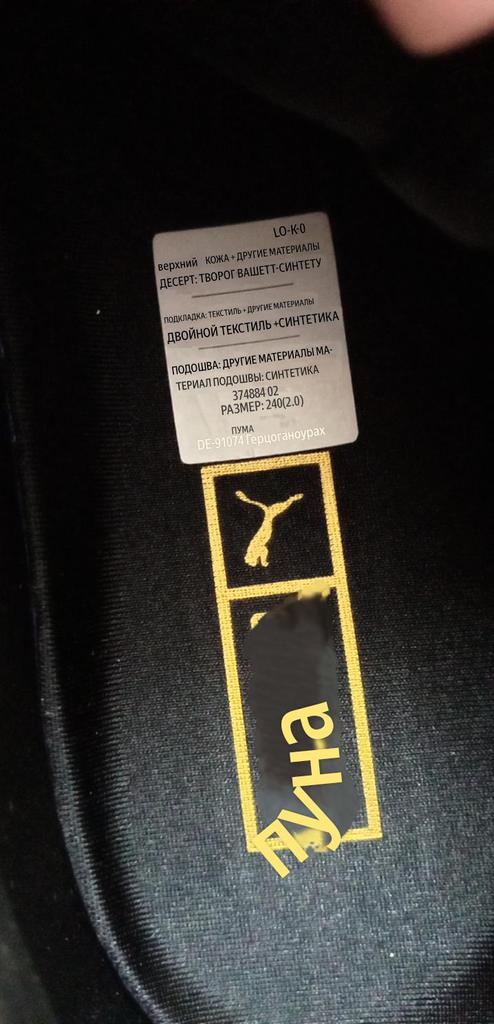 LO-K-0
верхний КОЖА + ДРУГИЕ МАТЕРИАЛЫ
ДЕСЕРТ: ТВОРОГ ВАШЕТТ-СИНТЕТУ
ПОДКЛАДКА: ТЕКСТИЛЬ + ДРУГИЕ МАТЕРИАЛЫ
ДВОЙНОЙ ТЕКСТИЛЬ +СИНТЕТИКА
ПОДОШВА: ДРУГИЕ МАТЕРИАЛЫ МА-
ТЕРИАЛ ПОДОШВЫ: СИНТЕТИКА
374884 02
РАЗМЕР: 240(2.0)
ПУМА
DE-91074 Герцоганоурах
пуна